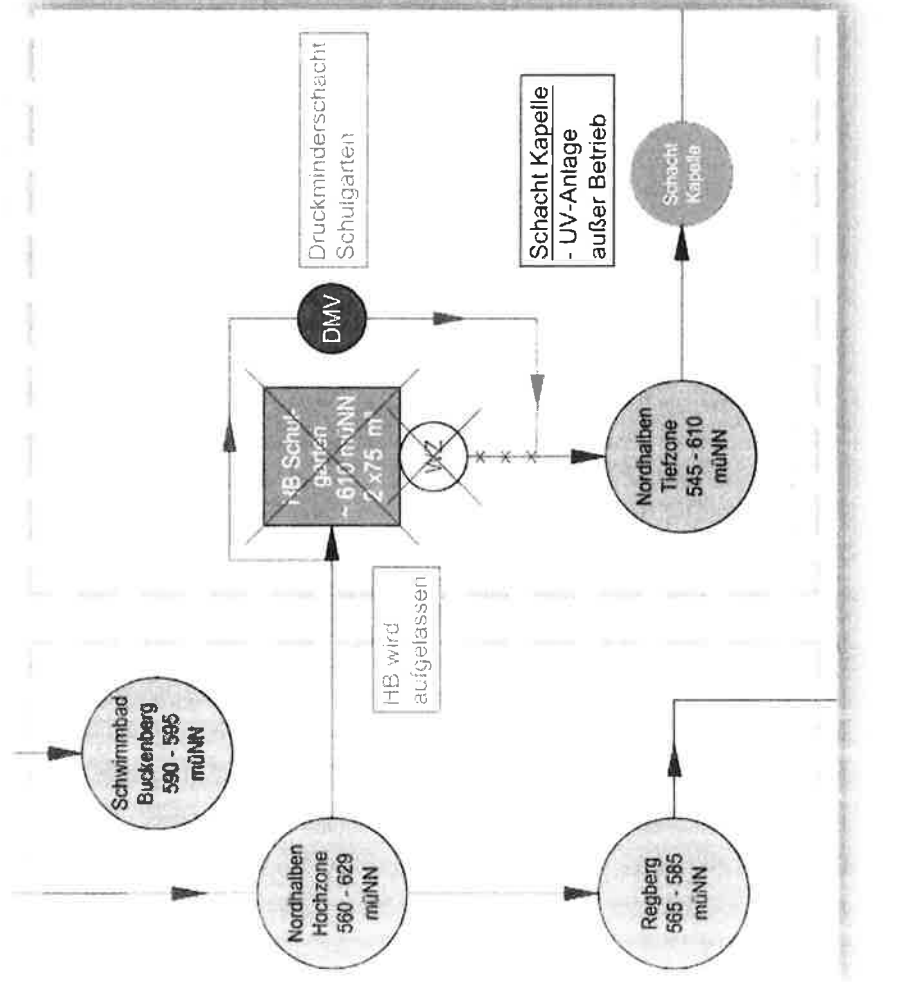 Schwimmbad
Buckenberg
590 - 595
müNN
Nordhalben
Hochzone
560 - 629
müNN
Regberg
565 - 585
müNN
HB wird
aufgelassen
HB Schul-
garten
~ 610 müNN
2 x75 m³
WZ
DMV
Druckminderschacht
Schulgarten
Nordhalben
Tiefzone
545 - 610
müNN
Schacht Kapelle
- UV-Anlage
außer Betrieb
Schacht
Kapelle